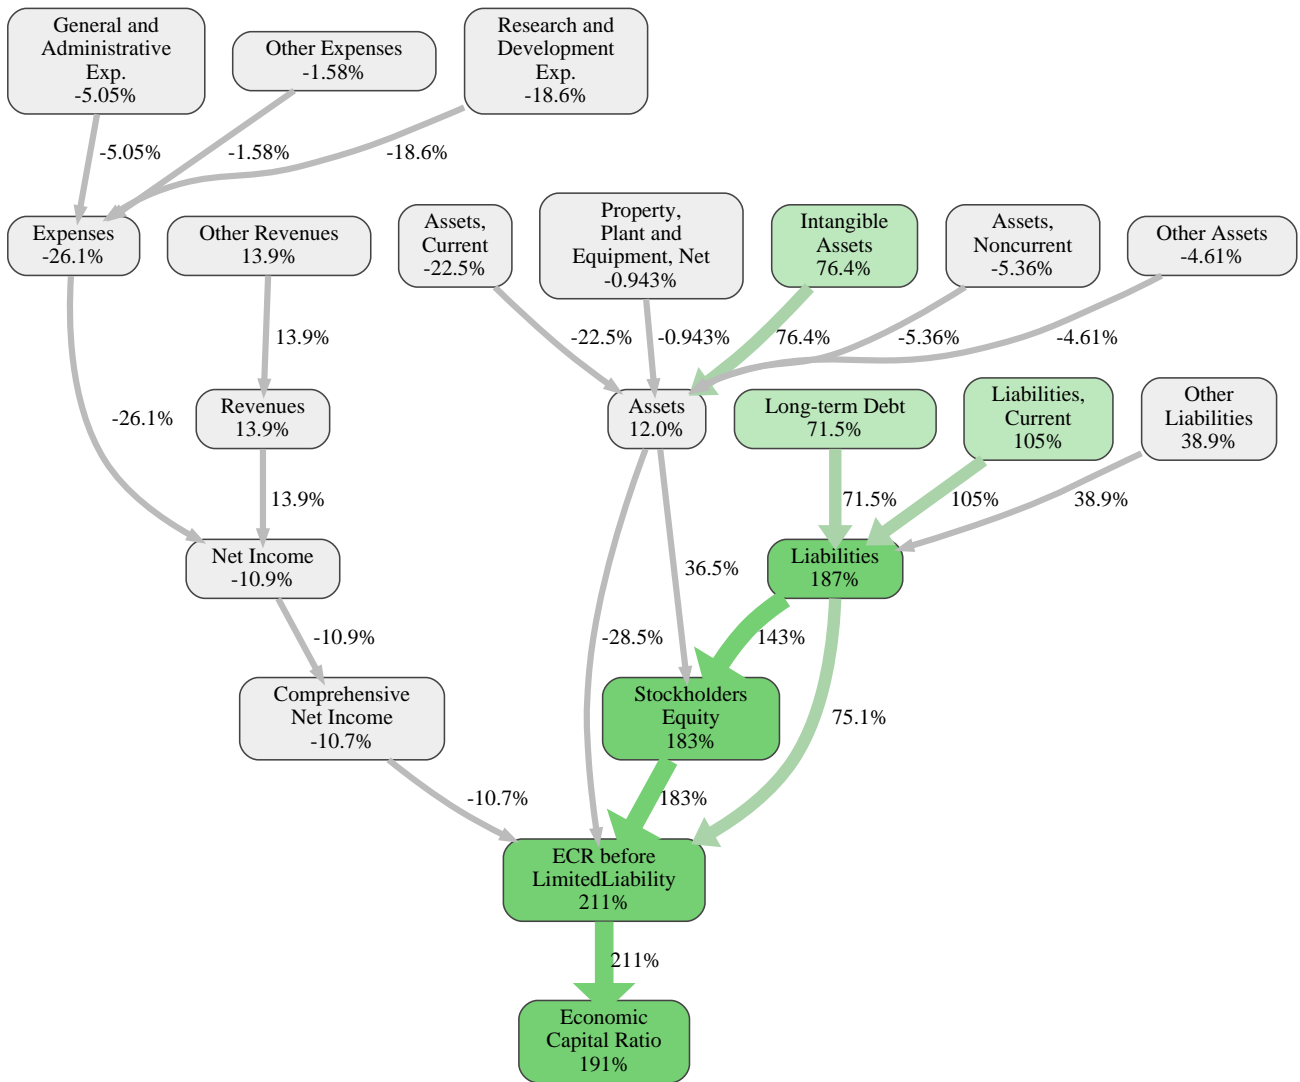 General and
Administrative
Exp.
-5.05%
Other Expenses
-1.58%
Research and
Development
Exp.
-18.6%
-5.05%
-1.58%
-18.6%
Expenses
-26.1%
Other Revenues
13.9%
Assets,
Current
-22.5%
Property,
Plant and
Equipment, Net
-0.943%
Intangible
Assets
76.4%
Assets,
Noncurrent
-5.36%
Other Assets
-4.61%
13.9%
-22.5%
-0.943%
76.4%
-5.36%
-4.61%
Revenues
13.9%
Assets
12.0%
Long-term Debt
71.5%
Liabilities,
Current
105%
Other
Liabilities
38.9%
-26.1%
13.9%
71.5%
105%
38.9%
Net Income
-10.9%
36.5%
Liabilities
187%
-10.9%
-28.5%
143%
Comprehensive
Net Income
-10.7%
Stockholders
Equity
183%
75.1%
-10.7%
183%
ECR before
LimitedLiability
211%
211%
Economic
Capital Ratio
191%